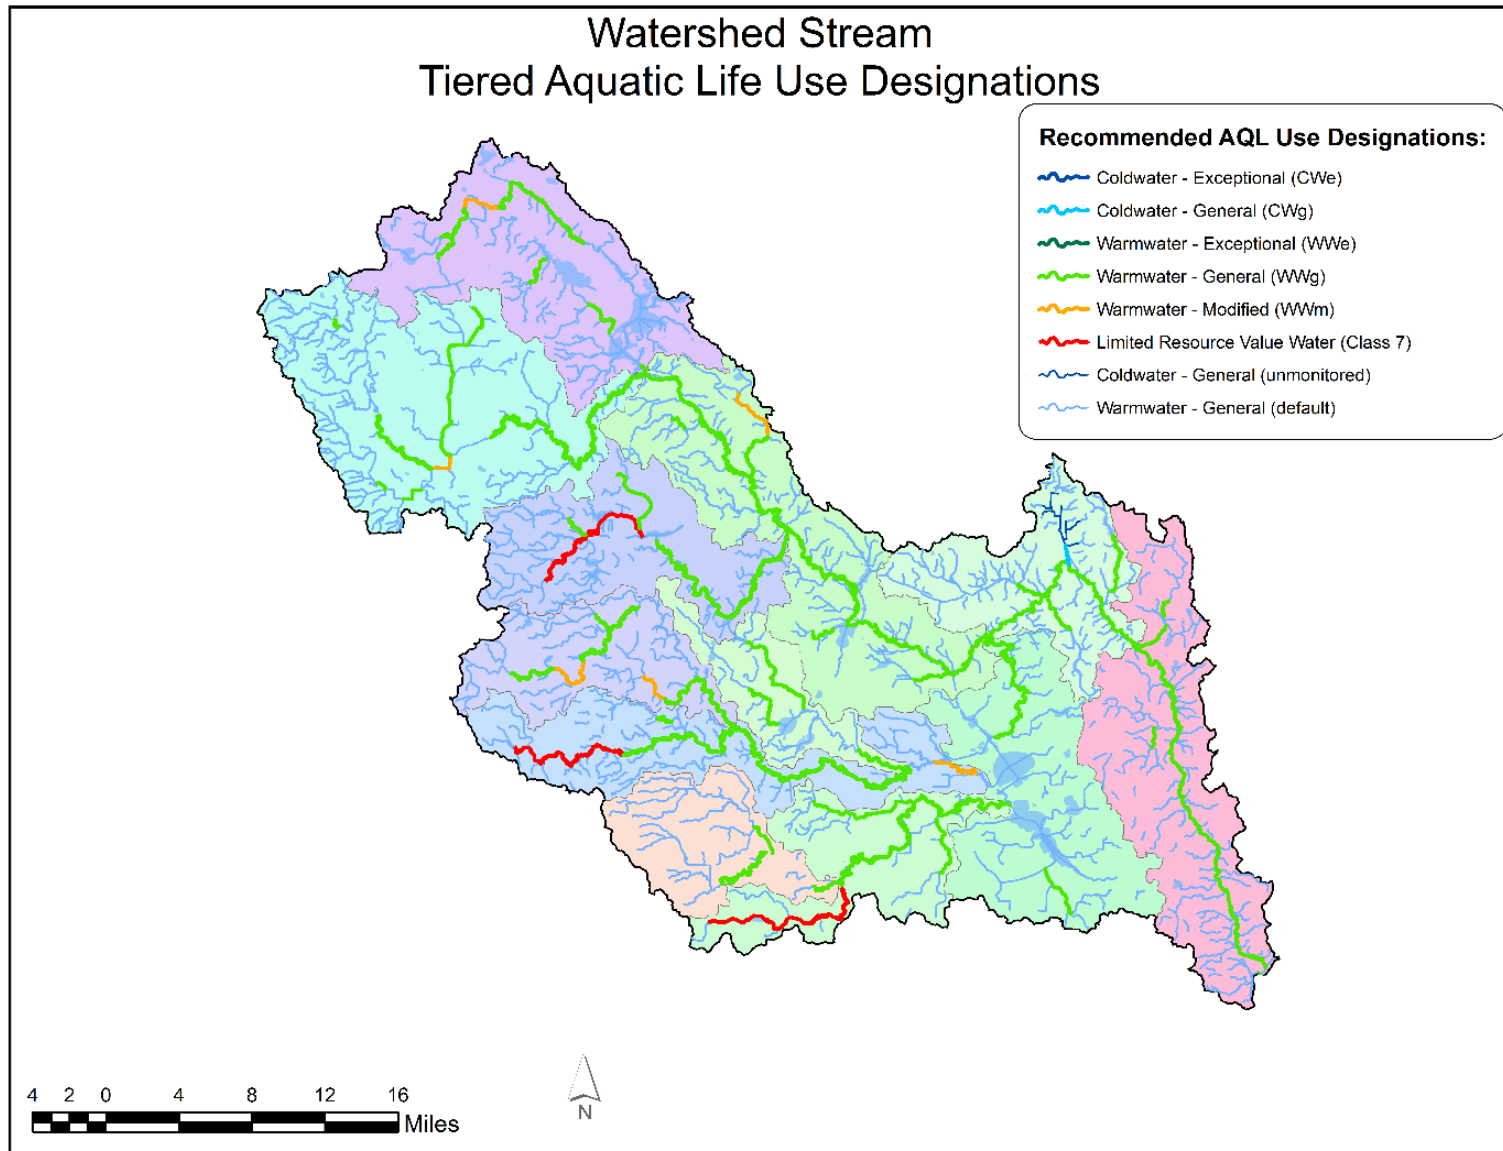 Watershed Stream
Tiered Aquatic Life Use Designations
Recommended AQL Use Designations:
Coldwater - Exceptional (CWe)
Coldwater - General (CWg)
Warmwater - Exceptional (WWe)
Warmwater - General (WWg)
Warmwater - Modified (WWm)
Limited Resource Value Water (Class 7)
Coldwater - General (unmonitored)
Warmwater - General (default)
4 2 0 4 8 12 16
Miles
N